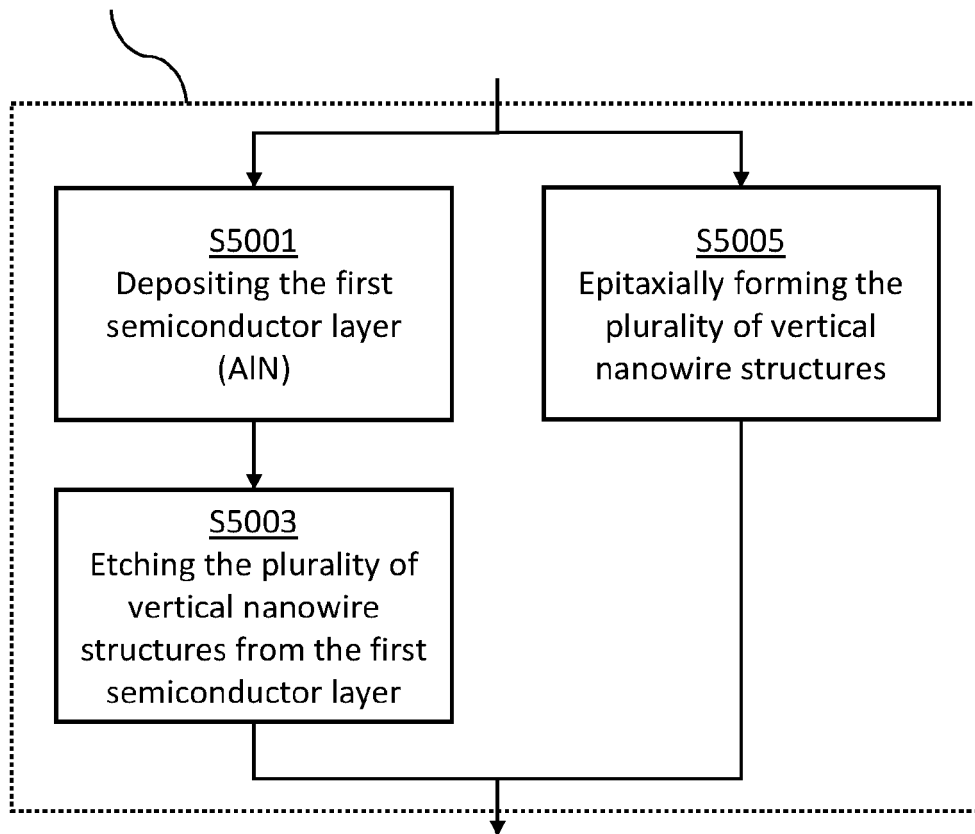 S5001
Depositing the first
semiconductor layer
(AlN)
S5003
Etching the plurality of
vertical nanowire
structures from the first
semiconductor layer
S5005
Epitaxially forming the
plurality of vertical
nanowire structures